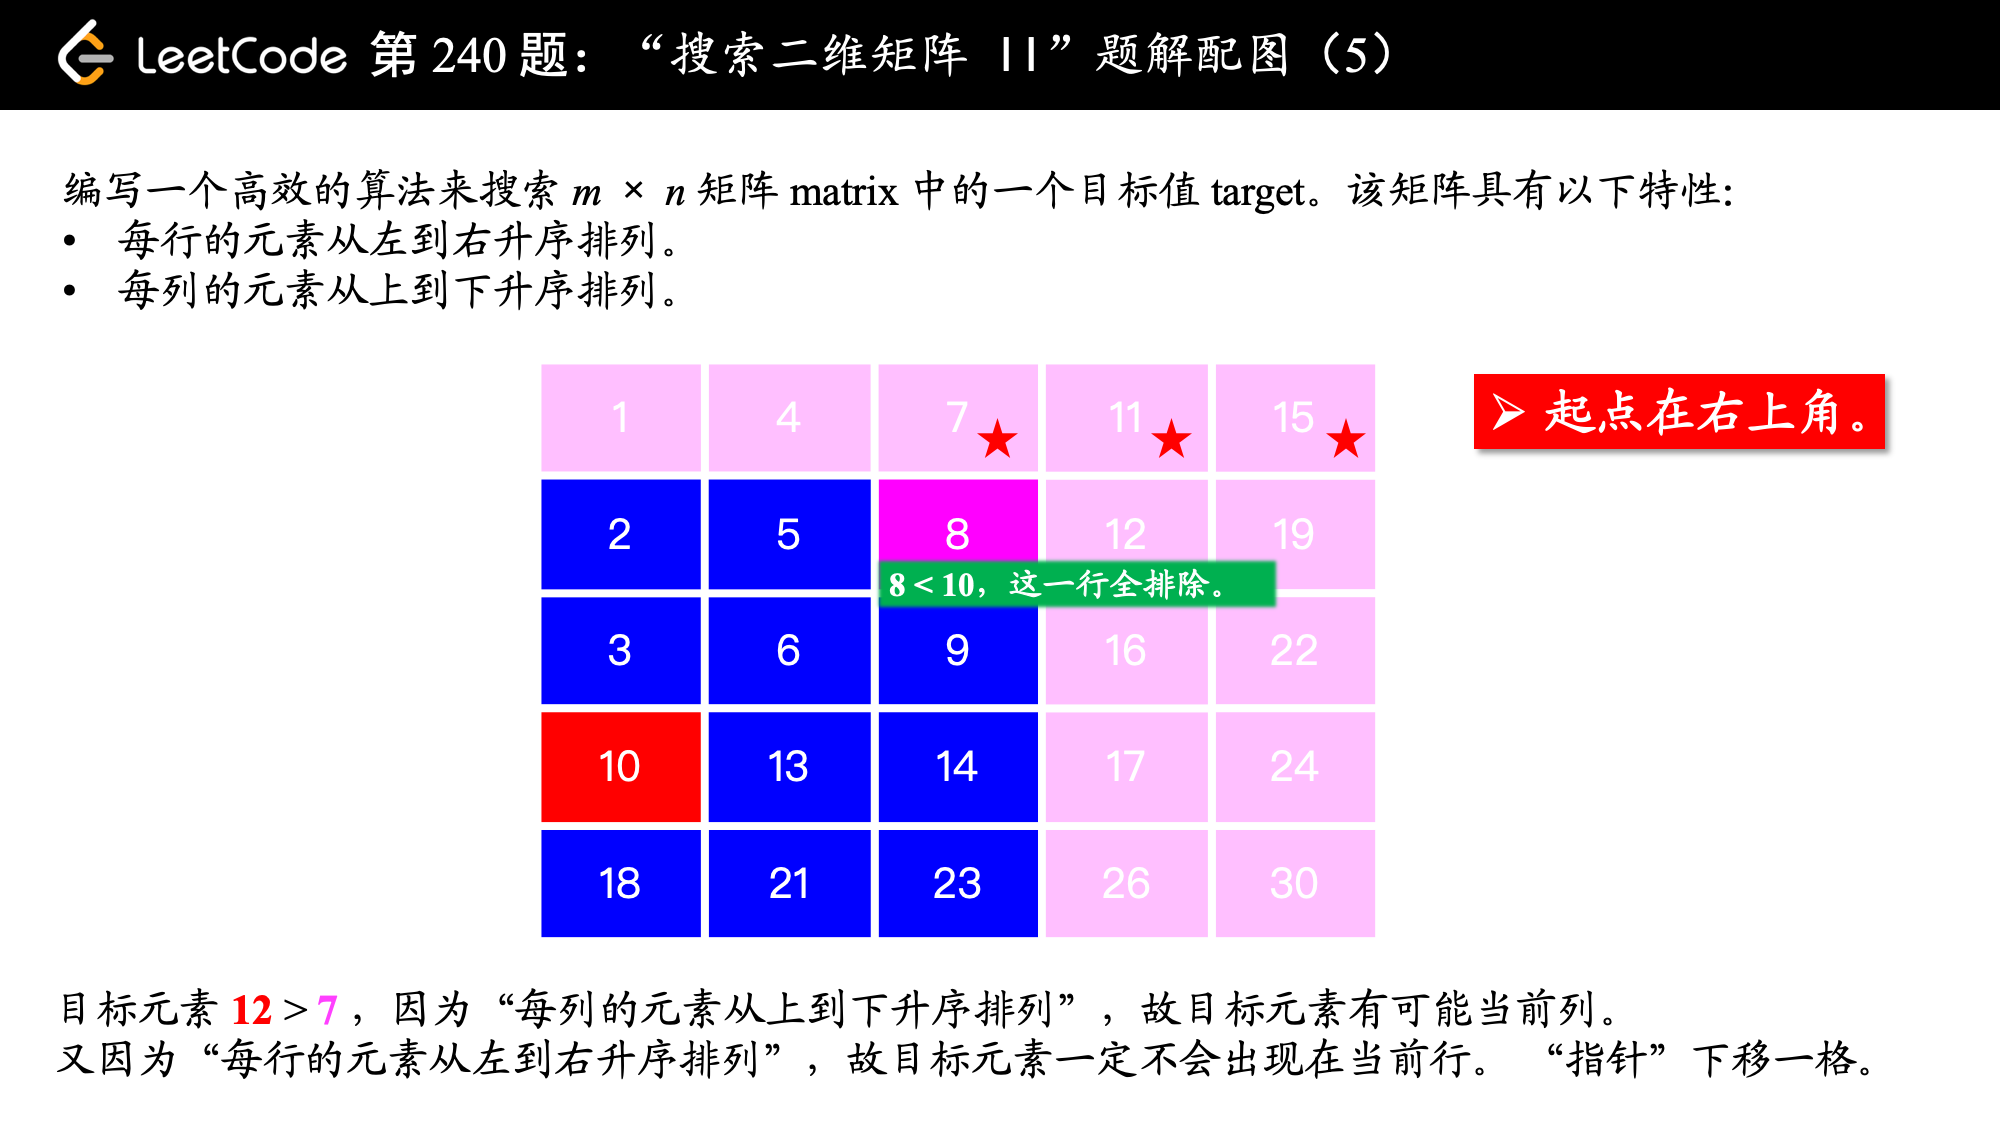 LeetCode 第 240 题：“搜索二维矩阵 II”题解配图（5）
编写一个高效的算法来搜索 m × n 矩阵 matrix 中的一个目标值 target。该矩阵具有以下特性：
• 每行的元素从左到右升序排列。
• 每列的元素从上到下升序排列。
➢ 起点在右上角。
1 4 7 ★ 11 ★ 15 ★
2 5 8 12 19
8 < 10，这一行全排除。
3 6 9 16 22
10 13 14 17 24
18 21 23 26 30
目标元素 12 > 7，因为“每列的元素从上到下升序排列”，故目标元素有可能当前列。
又因为“每行的元素从左到右升序排列”，故目标元素一定不会出现在当前行。 “指针”下移一格。